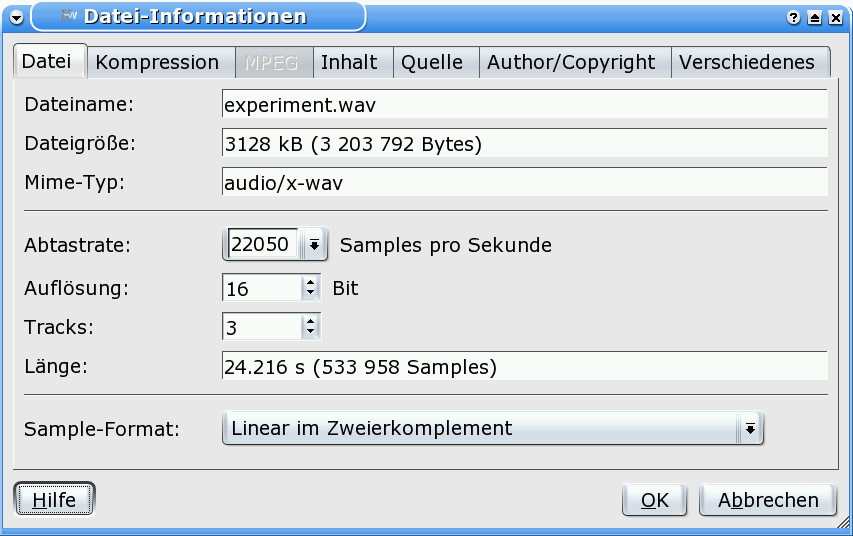 Datei-Informationen
Datei Kompression MPEG Inhalt Quelle Author/Copyright Verschiedenes
Dateiname: experiment.wav
Dateigröße: 3128 kB (3 203 792 Bytes)
Mime-Typ: audio/x-wav
Abtastrate: 22050 Samples pro Sekunde
Auflösung: 16 Bit
Tracks: 3
Länge: 24.216 s (533 958 Samples)
Sample-Format: Linear im Zweierkomplement
Hilfe OK Abbrechen